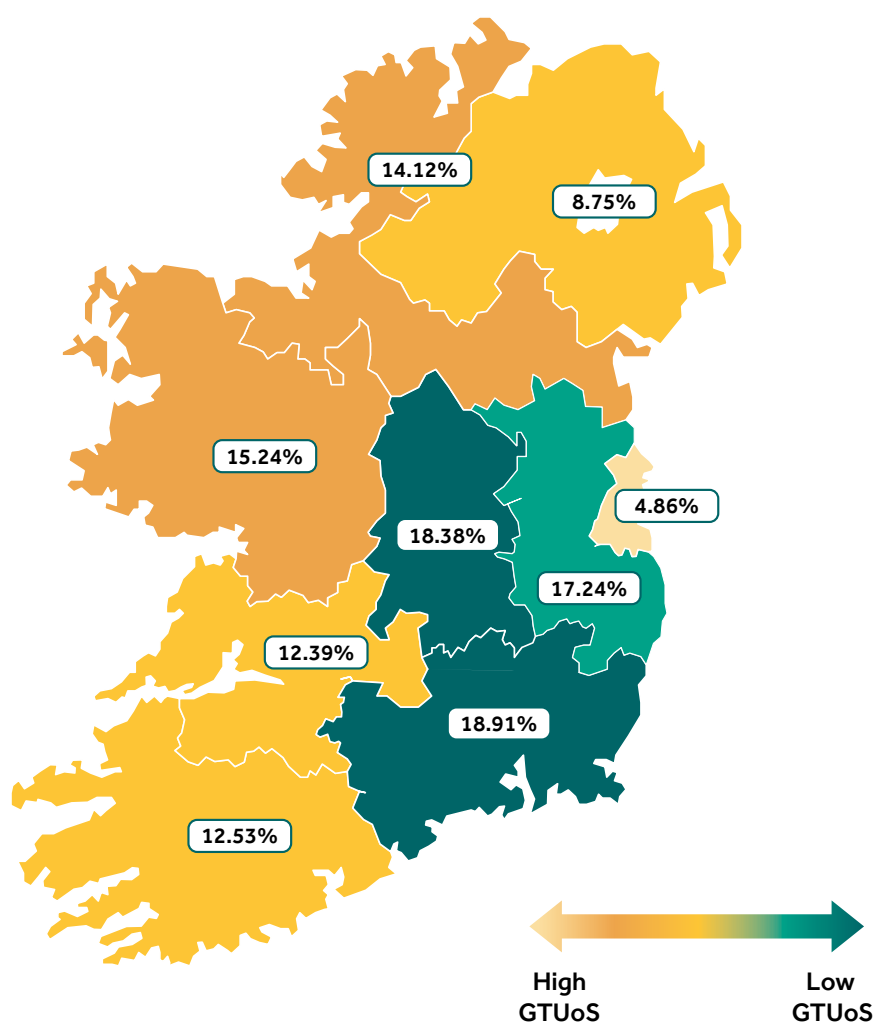 14.12%
8.75%
15.24%
4.86%
18.38%
17.24%
12.39%
18.91%
12.53%
High
GTUoS
Low
GTUoS